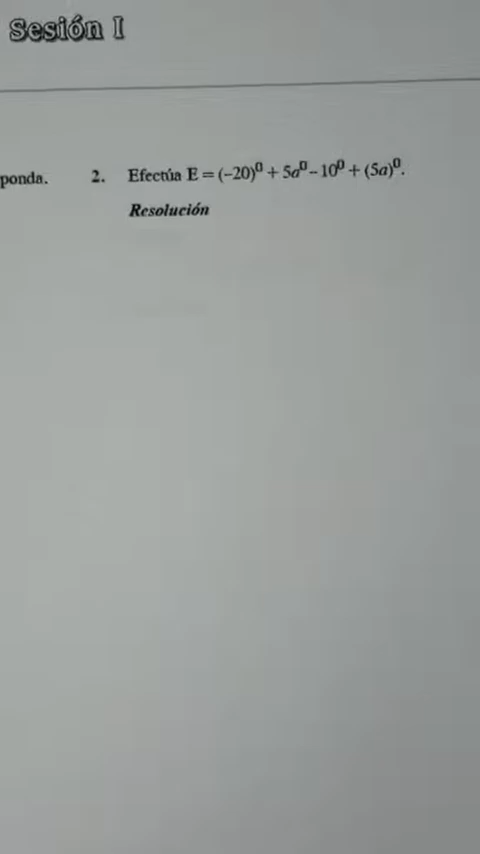 Sesión I
ponda.
2. Efectúa E = (–20)⁰ + 5a⁰ – 10⁰ + (5a)⁰.
Resolución